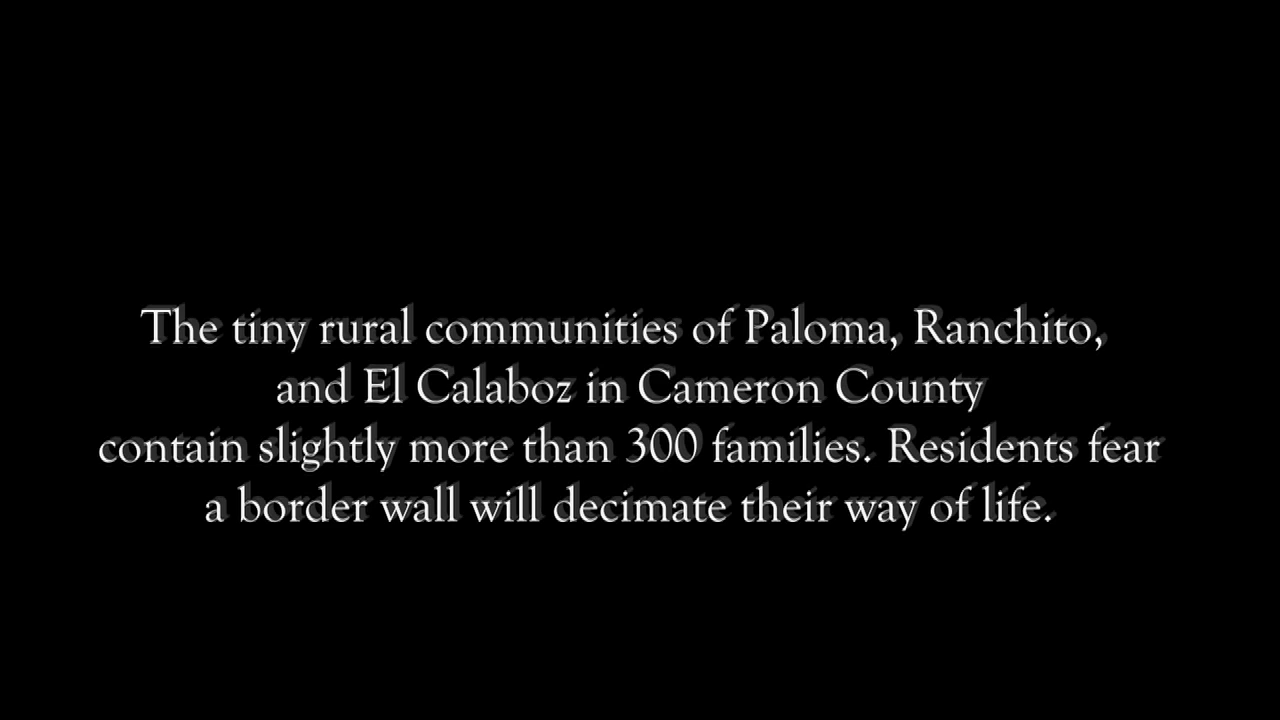 The tiny rural communities of Paloma, Ranchito,
and El Calaboz in Cameron County
contain slightly more than 300 families. Residents fear
a border wall will decimate their way of life.